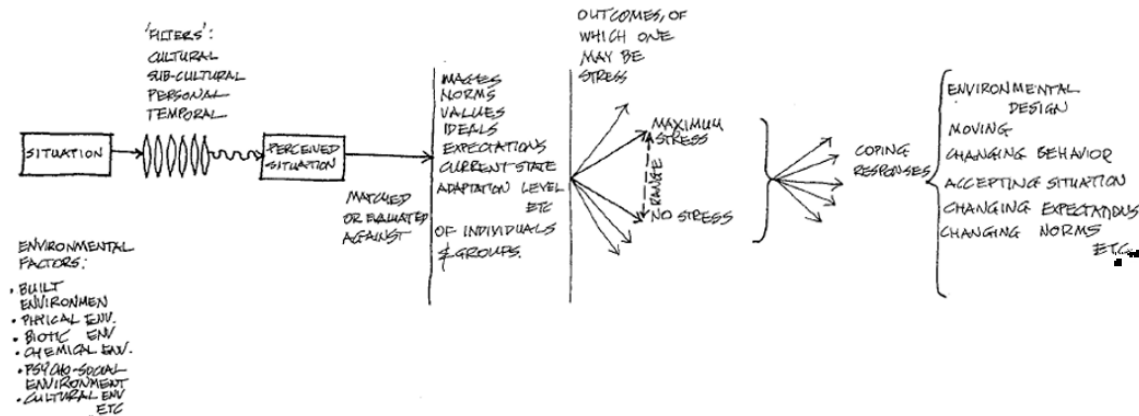 'FILTERS':
CULTURAL
SUB-CULTURAL
PERSONAL
TEMPORAL
SITUATION
PERCEIVED
SITUATION
ENVIRONMENTAL
FACTORS:
• BUILT
ENVIRONMEN
• PHYICAL ENV.
• BIOTIC ENV
• CHEMICAL ENV.
• PSYCHO-SOCIAL
ENVIRONMENT
• CULTURAL ENV
ETC
MATCHED
OR EVALUATED
AGAINST
IMAGES
NORMS
VALUES
IDEALS
EXPECTATIONS
CURRENT STATE
ADAPTATION LEVEL
ETC
OF INDIVIDUALS
& GROUPS.
OUTCOMES, OF
WHICH ONE
MAY BE
STRESS
MAXIMUM
STRESS
RANGE
NO STRESS
COPING
RESPONSES
ENVIRONMENTAL
DESIGN
MOVING
CHANGING BEHAVIOR
ACCEPTING SITUATION
CHANGING EXPECTATIONS
CHANGING NORMS
ETC.